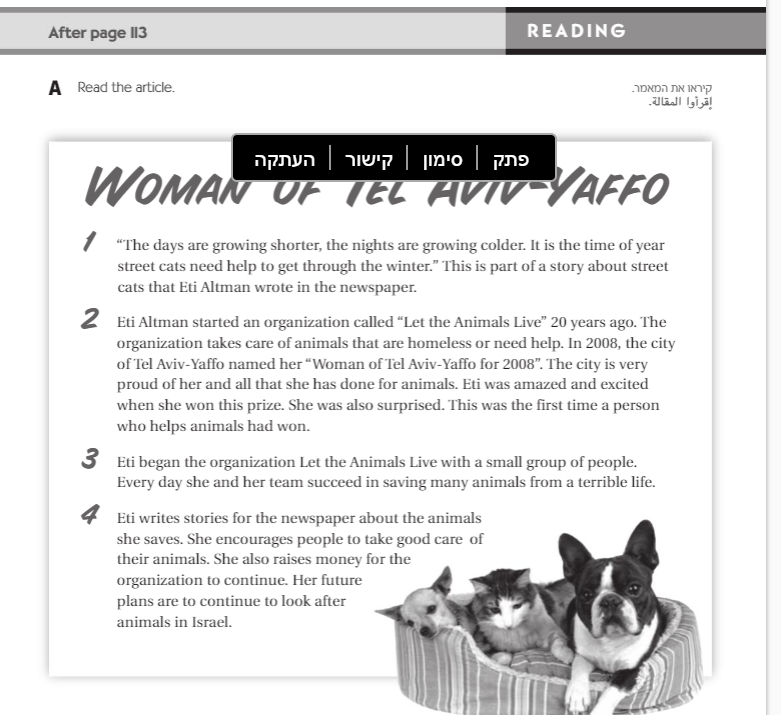 After page 113
READING
A Read the article.
קיראו את המאמר.
إقرأوا المقالة.
פתק | סימון | קישור | העתקה
WOMAN OF TEL AVIV-YAFFO
1 “The days are growing shorter, the nights are growing colder. It is the time of year
street cats need help to get through the winter.” This is part of a story about street
cats that Eti Altman wrote in the newspaper.
2 Eti Altman started an organization called “Let the Animals Live” 20 years ago. The
organization takes care of animals that are homeless or need help. In 2008, the city
of Tel Aviv-Yaffo named her “Woman of Tel Aviv-Yaffo for 2008”. The city is very
proud of her and all that she has done for animals. Eti was amazed and excited
when she won this prize. She was also surprised. This was the first time a person
who helps animals had won.
3 Eti began the organization Let the Animals Live with a small group of people.
Every day she and her team succeed in saving many animals from a terrible life.
4 Eti writes stories for the newspaper about the animals
she saves. She encourages people to take good care of
their animals. She also raises money for the
organization to continue. Her future
plans are to continue to look after
animals in Israel.